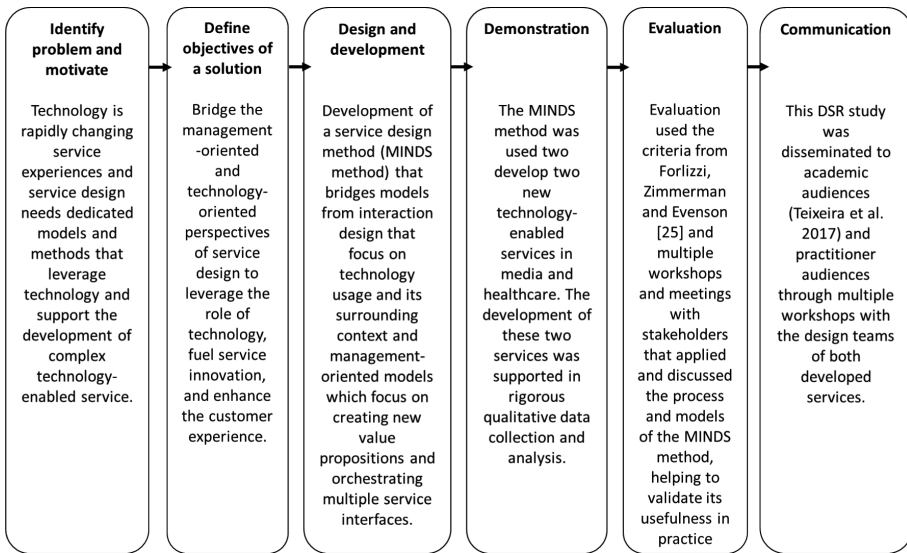 Identify
problem and
motivate
Technology is
rapidly changing
service
experiences and
service design
needs dedicated
models and
methods that
leverage
technology and
support the
development of
complex
technology-
enabled service.
Define
objectives of
a solution
Bridge the
management
-oriented
and
technology-
oriented
perspectives
of service
design to
leverage the
role of
technology,
fuel service
innovation,
and enhance
the customer
experience.
Design and
development
Development of
a service design
method (MINDS
method) that
bridges models
from interaction
design that
focus on
technology
usage and its
surrounding
context and
management-
oriented models
which focus on
creating new
value
propositions and
orchestrating
multiple service
interfaces.
Demonstration
The MINDS
method was
used two
develop two
new
technology-
enabled
services in
media and
healthcare. The
development of
these two
services was
supported in
rigorous
qualitative data
collection and
analysis.
Evaluation
Evaluation
used the
criteria from
Forlizzi,
Zimmerman
and Evenson
[25] and
multiple
workshops
and meetings
with
stakeholders
that applied
and discussed
the process
and models
of the MINDS
method,
helping to
validate its
usefulness in
practice
Communication
This DSR study
was
disseminated to
academic
audiences
(Teixeira et al.
2017) and
practitioner
audiences
through multiple
workshops with
the design teams
of both
developed
services.